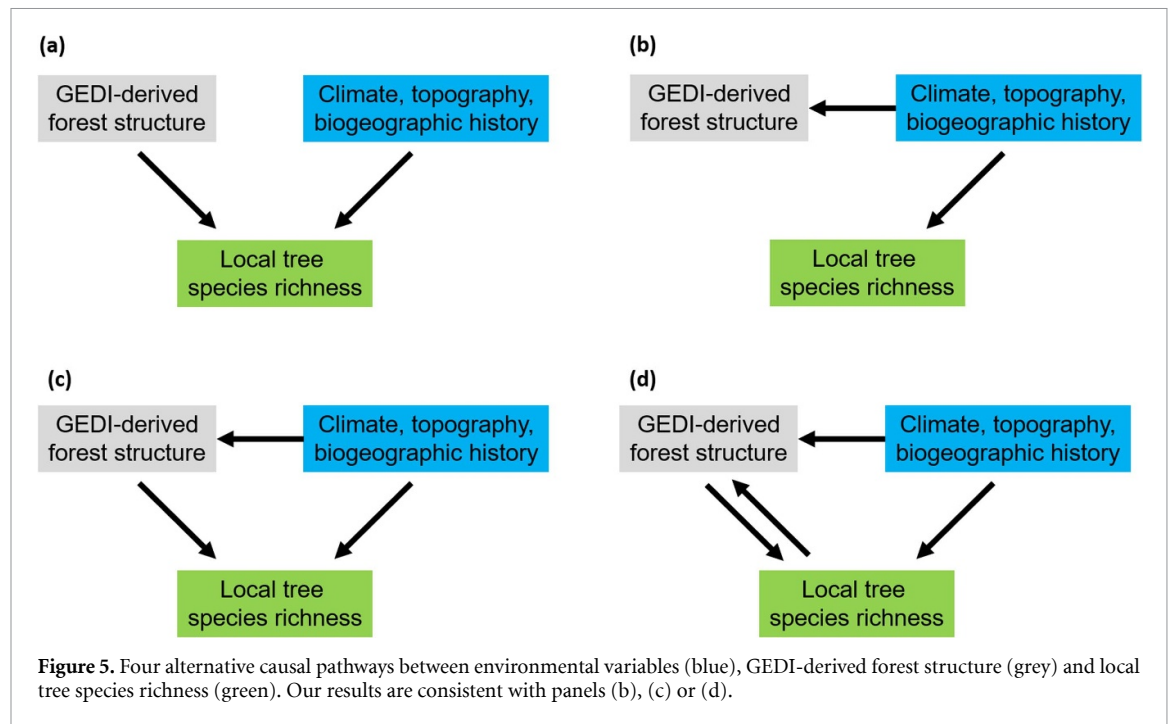 (a)
GEDI-derived
forest structure
Climate, topography,
biogeographic history
Local tree
species richness
(b)
GEDI-derived
forest structure
Climate, topography,
biogeographic history
Local tree
species richness
(c)
GEDI-derived
forest structure
Climate, topography,
biogeographic history
Local tree
species richness
(d)
GEDI-derived
forest structure
Climate, topography,
biogeographic history
Local tree
species richness
Figure 5. Four alternative causal pathways between environmental variables (blue), GEDI-derived forest structure (grey) and local
tree species richness (green). Our results are consistent with panels (b), (c) or (d).